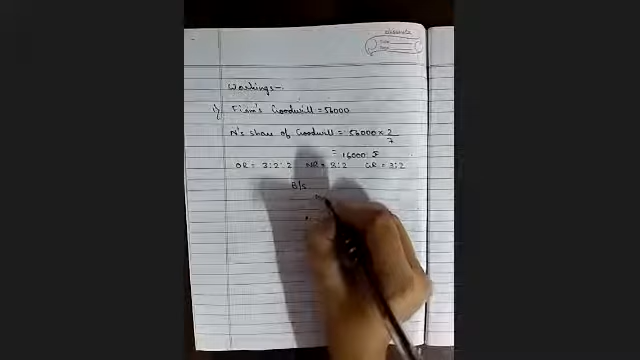 Workings-
1) Firm's Goodwill = 56000
N's share of Goodwill = 56000 × 2/7
= 16000
OR = 3:2:2 NR = 3:2 GR = 3:2
B/s